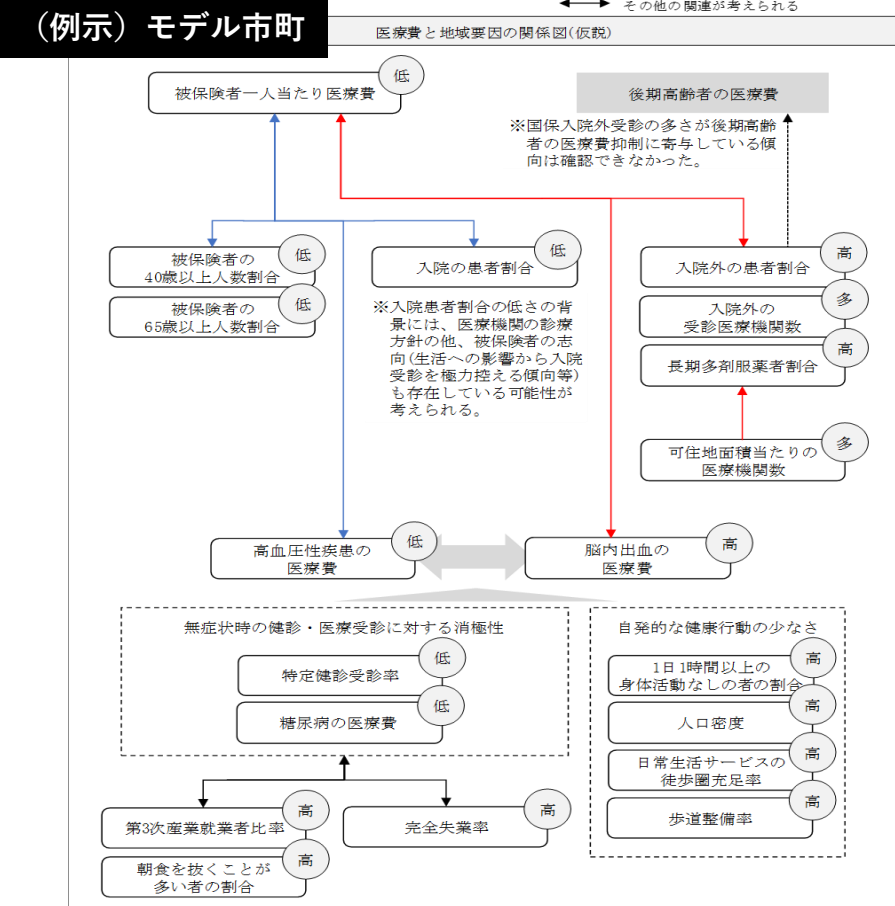 （例示）モデル市町
その他の関連が考えられる
医療費と地域要因の関係図(仮説)
被保険者一人当たり医療費
低
後期高齢者の医療費
※国保入院外受診の多さが後期高齢
者の医療費抑制に寄与している傾
向は確認できなかった。
被保険者の
40歳以上人数割合
低
被保険者の
65歳以上人数割合
低
入院の患者割合
低
※入院患者割合の低さの背
景には、医療機関の診療
方針の他、被保険者の志
向(生活への影響から入院
受診を極力控える傾向等)
も存在している可能性が
考えられる。
入院外の患者割合
高
入院外の
受診医療機関数
多
長期多剤服薬者割合
高
可住地面積当たりの
医療機関数
多
高血圧性疾患の
医療費
低
脳内出血の
医療費
高
無症状時の健診・医療受診に対する消極性
特定健診受診率
低
糖尿病の医療費
低
自発的な健康行動の少なさ
1日1時間以上の
身体活動なしの者の割合
高
人口密度
高
日常生活サービスの
徒歩圏充足率
高
歩道整備率
高
第3次産業就業者比率
高
朝食を抜くことが
多い者の割合
高
完全失業率
高